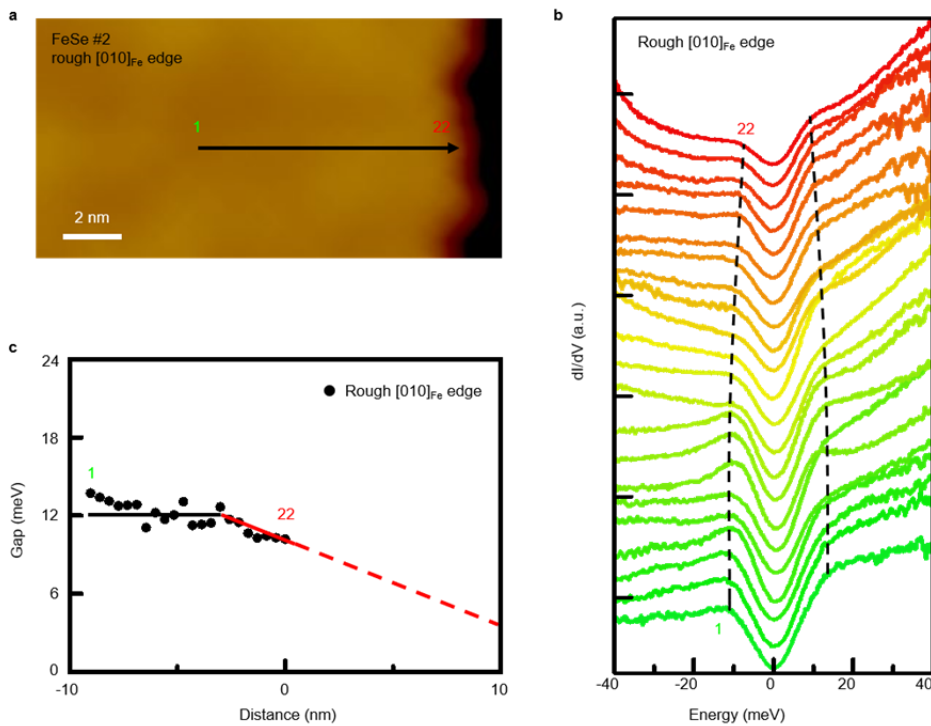 a
FeSe #2
rough [010]Fe edge
1
22
2 nm
b
Rough [010]Fe edge
22
1
dI/dV (a.u.)
-40
-20
0
20
40
Energy (meV)
c
24
18
12
6
0
Gap (meV)
Rough [010]Fe edge
1
22
-10
0
10
Distance (nm)